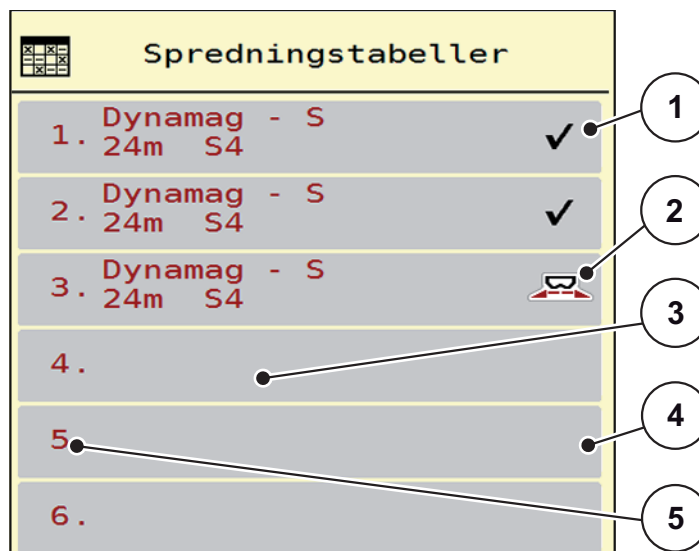 Spredningstabeller
1. Dynamag - S
24m S4
2. Dynamag - S
24m S4
3. Dynamag - S
24m S4
4.
5.
6.
1
2
3
4
5